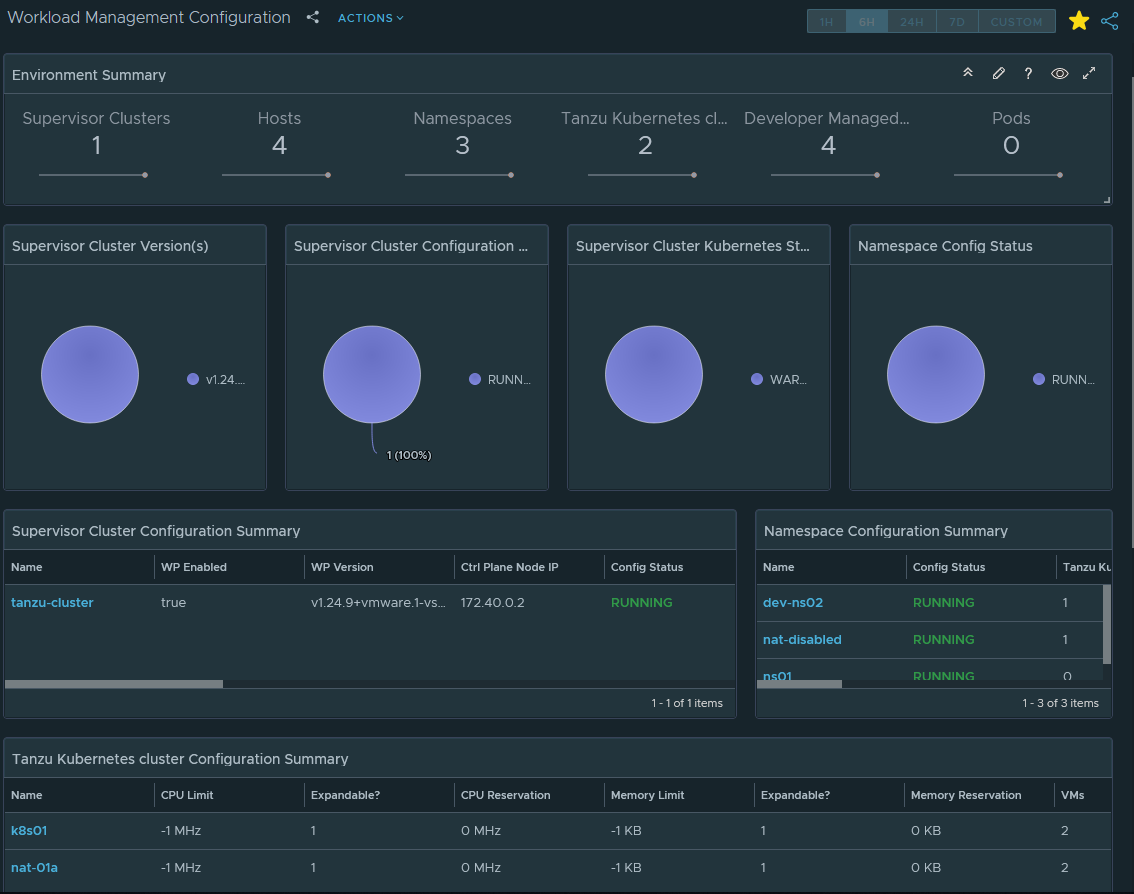 Workload Management Configuration ACTIONS 1H 6H 24H 7D CUSTOM
Environment Summary ?
Supervisor Clusters Hosts Namespaces Tanzu Kubernetes cl... Developer Managed... Pods
1 4 3 2 4 0
Supervisor Cluster Version(s) Supervisor Cluster Configuration ... Supervisor Cluster Kubernetes St... Namespace Config Status
v1.24.... RUNN... WAR... RUNN...
1 (100%)
Supervisor Cluster Configuration Summary Namespace Configuration Summary
Name WP Enabled WP Version Ctrl Plane Node IP Config Status Name Config Status Tanzu Ku
tanzu-cluster true v1.24.9+vmware.1-vs... 172.40.0.2 RUNNING dev-ns02 RUNNING 1
nat-disabled RUNNING 1
ns01 RUNNING 0
1 - 1 of 1 items 1 - 3 of 3 items
Tanzu Kubernetes cluster Configuration Summary
Name CPU Limit Expandable? CPU Reservation Memory Limit Expandable? Memory Reservation VMs
k8s01 -1 MHz 1 0 MHz -1 KB 1 0 KB 2
nat-01a -1 MHz 1 0 MHz -1 KB 1 0 KB 2